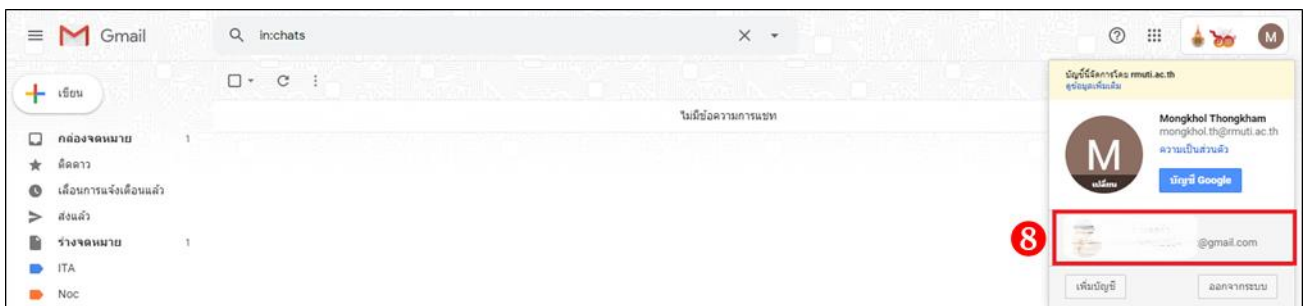 Gmail
in:chats
M
เขียน
ไม่มีข้อความการแชท
กล่องจดหมาย 1
ติดดาว
เลื่อนการแจ้งเตือนแล้ว
ส่งแล้ว
ร่างจดหมาย 1
ITA
Noc
บัญชีนี้จัดการโดย rmuti.ac.th
ดูข้อมูลเพิ่มเติม
M
เปลี่ยน
Mongkhol Thongkham
mongkhol.th@rmuti.ac.th
ความเป็นส่วนตัว
บัญชี Google
8
@gmail.com
เพิ่มบัญชี
ออกจากระบบ